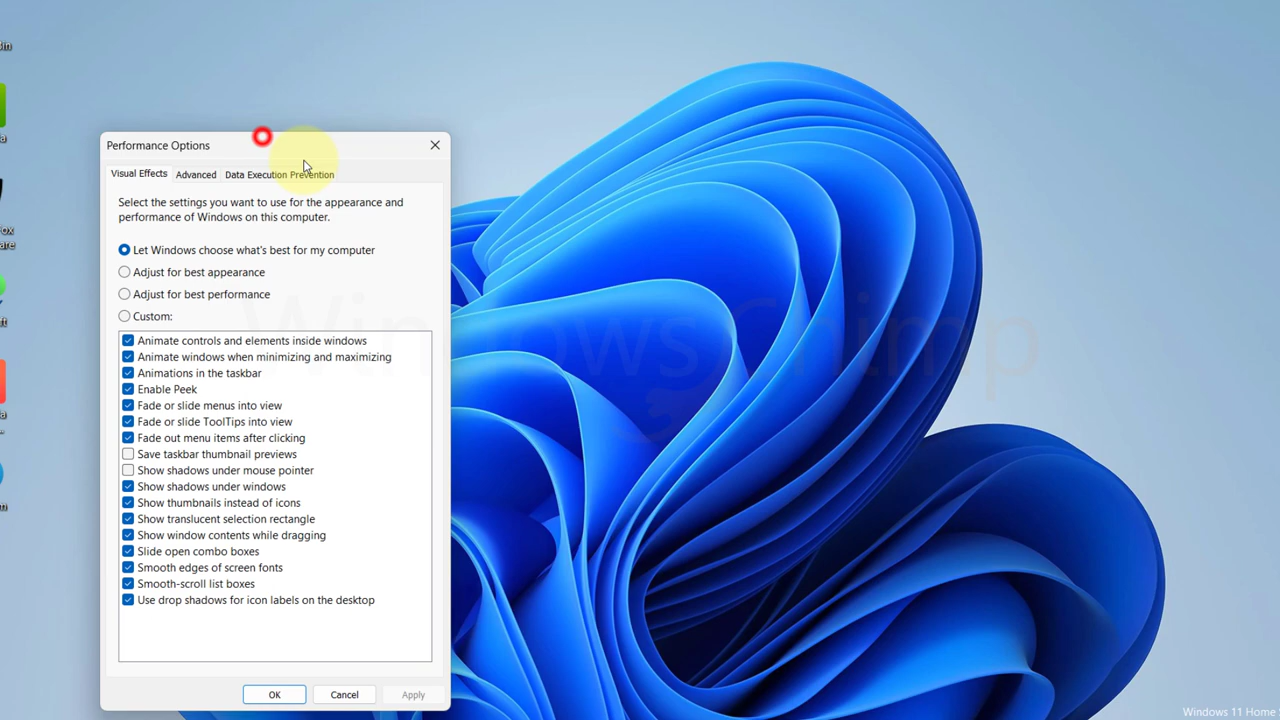 in
Performance Options
Visual Effects
Advanced
Data Execution Prevention
Select the settings you want to use for the appearance and
performance of Windows on this computer.
Let Windows choose what's best for my computer
Adjust for best appearance
Adjust for best performance
Custom:
Animate controls and elements inside windows
Animate windows when minimizing and maximizing
Animations in the taskbar
Enable Peek
Fade or slide menus into view
Fade or slide ToolTips into view
Fade out menu items after clicking
Save taskbar thumbnail previews
Show shadows under mouse pointer
Show shadows under windows
Show thumbnails instead of icons
Show translucent selection rectangle
Show window contents while dragging
Slide open combo boxes
Smooth edges of screen fonts
Smooth-scroll list boxes
Use drop shadows for icon labels on the desktop
OK
Cancel
Apply
WindowsChimp
Windows 11 Home